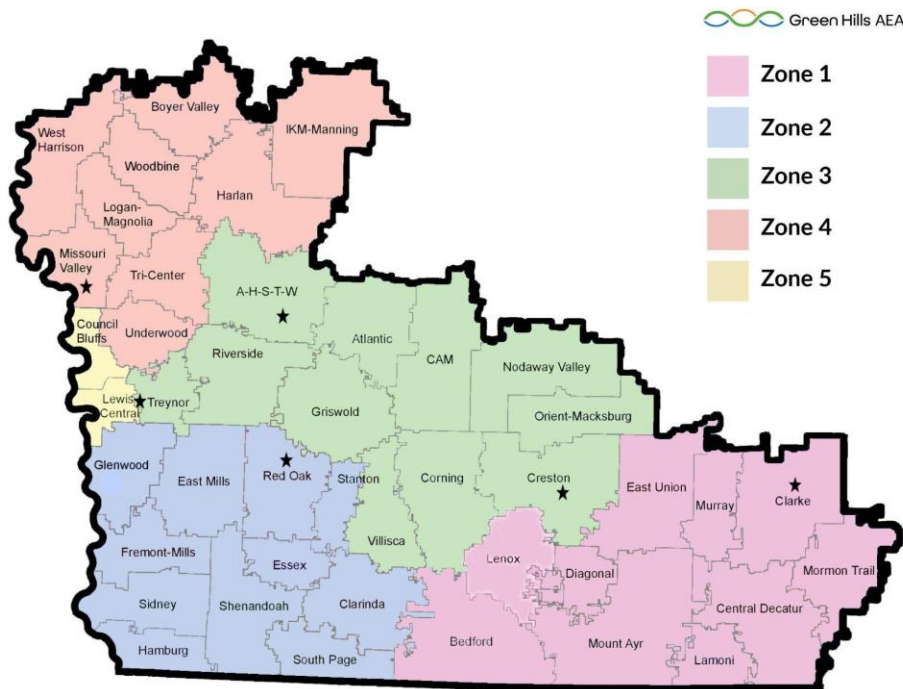 Green Hills AEA
Zone 1
Zone 2
Zone 3
Zone 4
Zone 5
Boyer Valley
IKM-Manning
West
Harrison
Woodbine
Harlan
Logan-
Magnolia
Missouri
Valley
Tri-Center
A-H-S-T-W
Council
Bluffs
Underwood
Atlantic
Riverside
CAM
Nodaway Valley
Lewis
Central
Treynor
Griswold
Orient-Macksburg
Glenwood
East Mills
Red Oak
Stanton
Corning
Creston
East Union
Murray
Clarke
Villisca
Fremont-Mills
Essex
Lenox
Diagonal
Mormon Trail
Sidney
Shenandoah
Clarinda
Central Decatur
Hamburg
South Page
Bedford
Mount Ayr
Lamoni